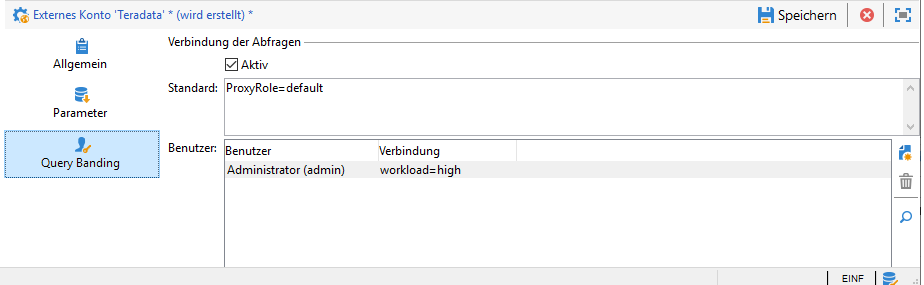 Externes Konto 'Teradata' * (wird erstellt) *
Speichern
Allgemein
Parameter
Query Banding
Verbindung der Abfragen
Aktiv
Standard: ProxyRole=default
Benutzer:
Benutzer Verbindung
Administrator (admin) workload=high
EINF